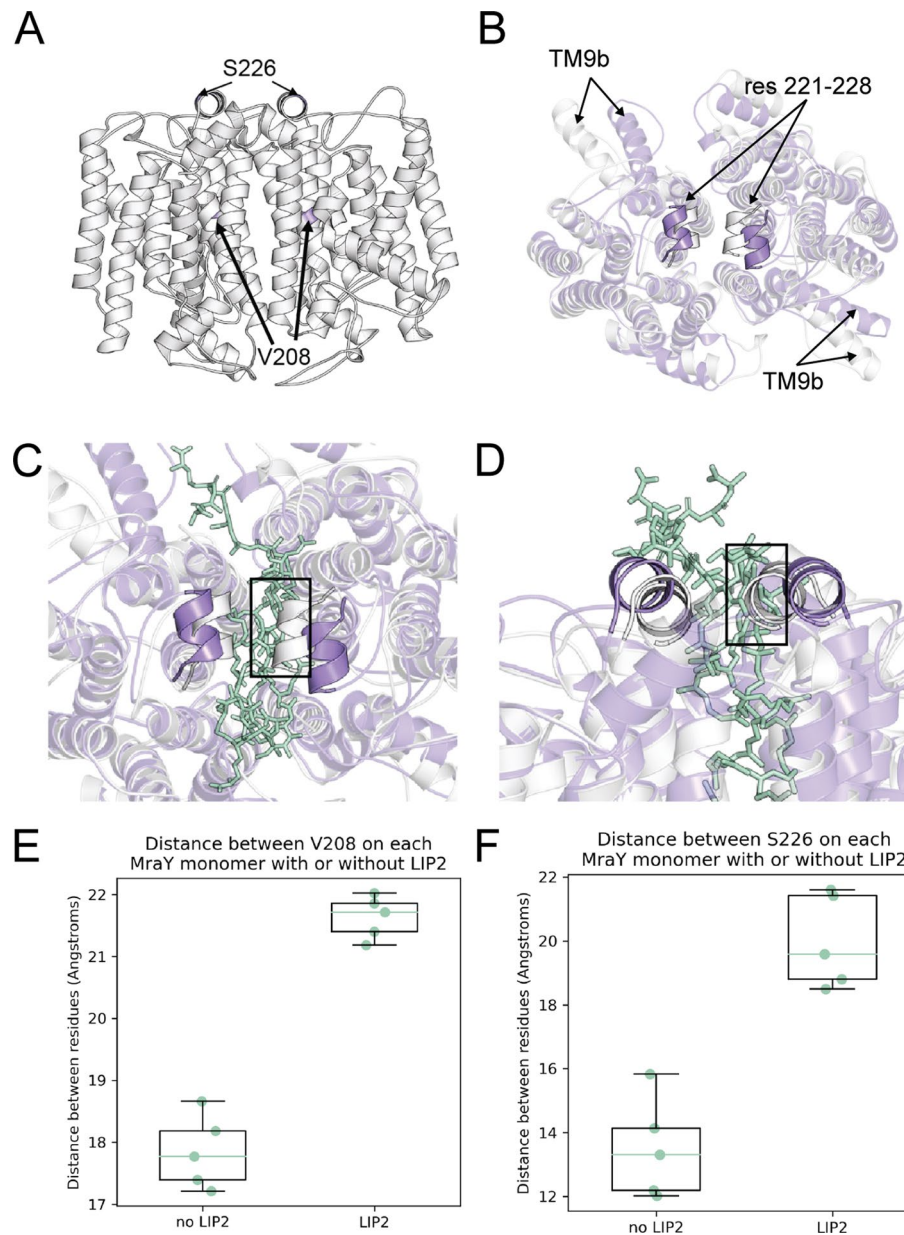 A
S226
V208
B
TM9b
res 221-228
TM9b
C
D
E
Distance between V208 on each
MraY monomer with or without LIP2
Distance between residues (Angstroms)
22
21
20
19
18
17
no LIP2
LIP2
F
Distance between S226 on each
MraY monomer with or without LIP2
Distance between residues (Angstroms)
22
20
18
16
14
12
no LIP2
LIP2